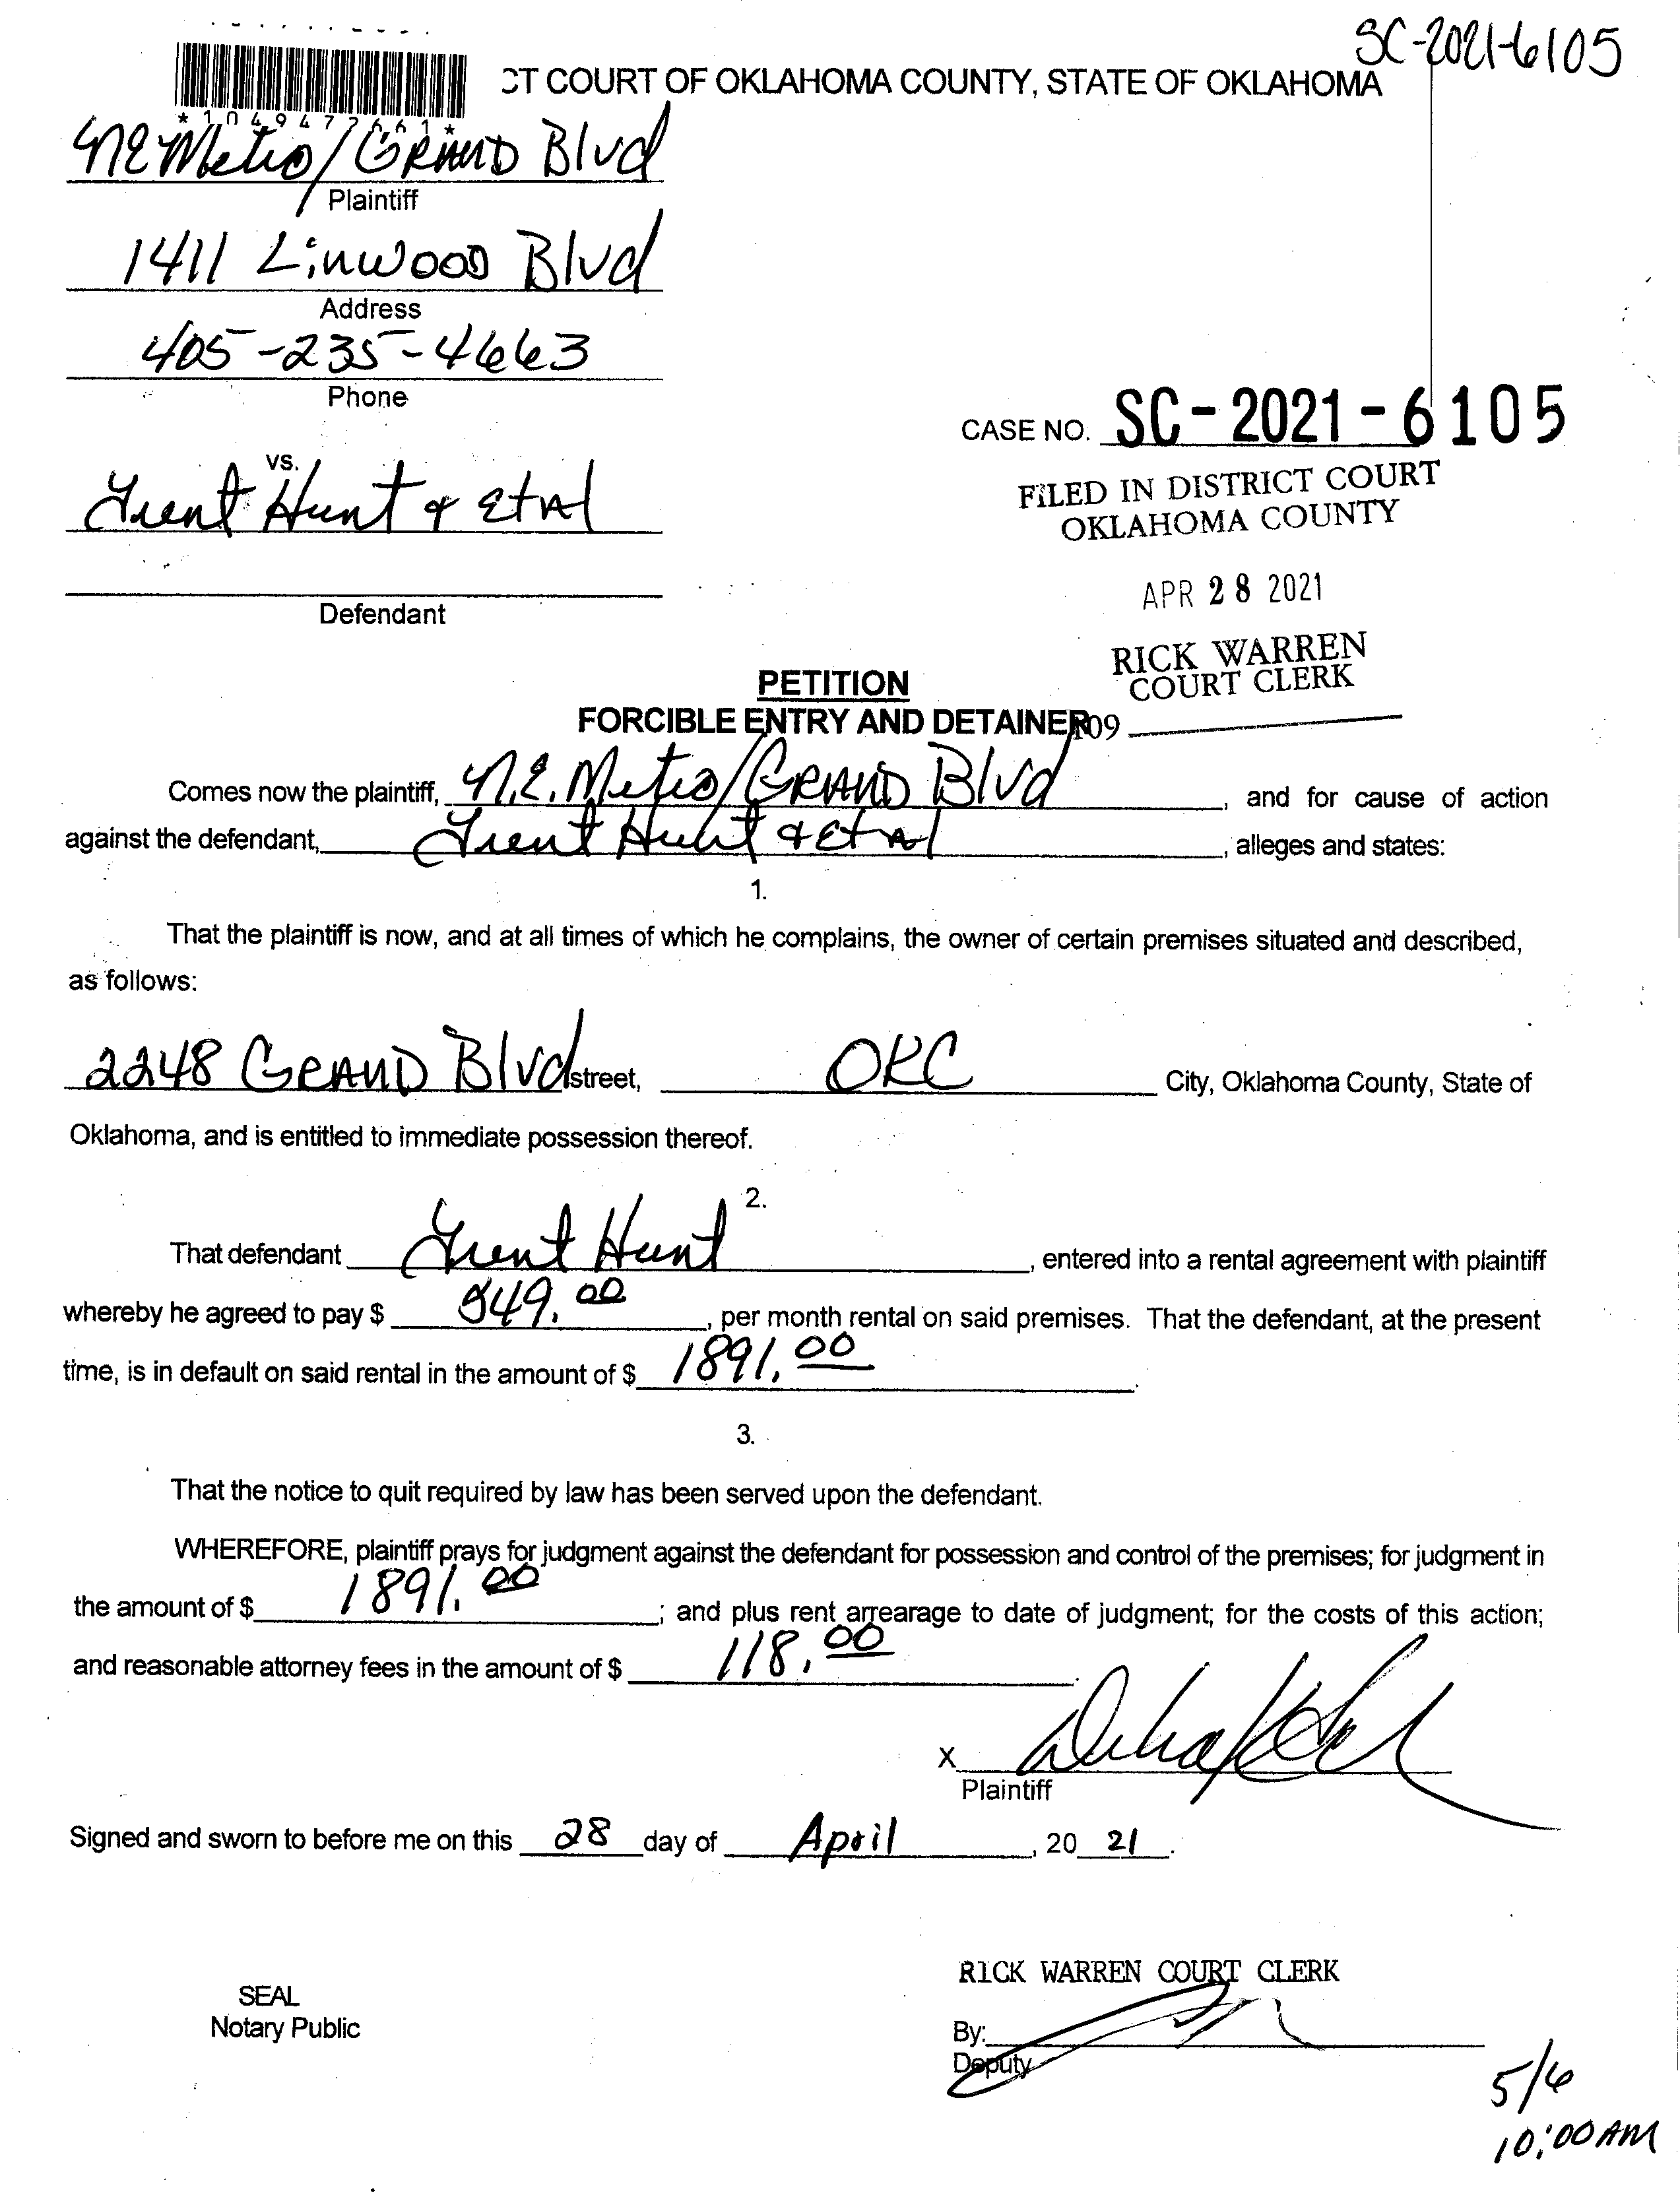 SC-2021-6105
CT COURT OF OKLAHOMA COUNTY, STATE OF OKLAHOMA
N.E. Metro/GRAND Blvd
Plaintiff
1411 Linwood Blvd
Address
405-235-4663
Phone
CASE NO. SC-2021-6105
vs.
Trent Hunt & Et Al
FILED IN DISTRICT COURT
OKLAHOMA COUNTY
APR 28 2021
Defendant
RICK WARREN
COURT CLERK
PETITION
FORCIBLE ENTRY AND DETAINER
109
Comes now the plaintiff, N.E. Metro/GRAND Blvd, and for cause of action
against the defendant, Trent Hunt & Et Al, alleges and states:
1.
That the plaintiff is now, and at all times of which he complains, the owner of certain premises situated and described,
as follows:
2248 GRAND Blvd street, OKC City, Oklahoma County, State of
Oklahoma, and is entitled to immediate possession thereof.
2.
That defendant Trent Hunt, entered into a rental agreement with plaintiff
whereby he agreed to pay $ 549.00, per month rental on said premises. That the defendant, at the present
time, is in default on said rental in the amount of $ 1891.00.
3.
That the notice to quit required by law has been served upon the defendant.
WHEREFORE, plaintiff prays for judgment against the defendant for possession and control of the premises; for judgment in
the amount of $ 1891.00; and plus rent arrearage to date of judgment; for the costs of this action;
and reasonable attorney fees in the amount of $ 118.00.
X
Plaintiff
Signed and sworn to before me on this 28 day of April, 20 21.
RICK WARREN COURT CLERK
SEAL
Notary Public
By:
Deputy
5/6
10:00 AM